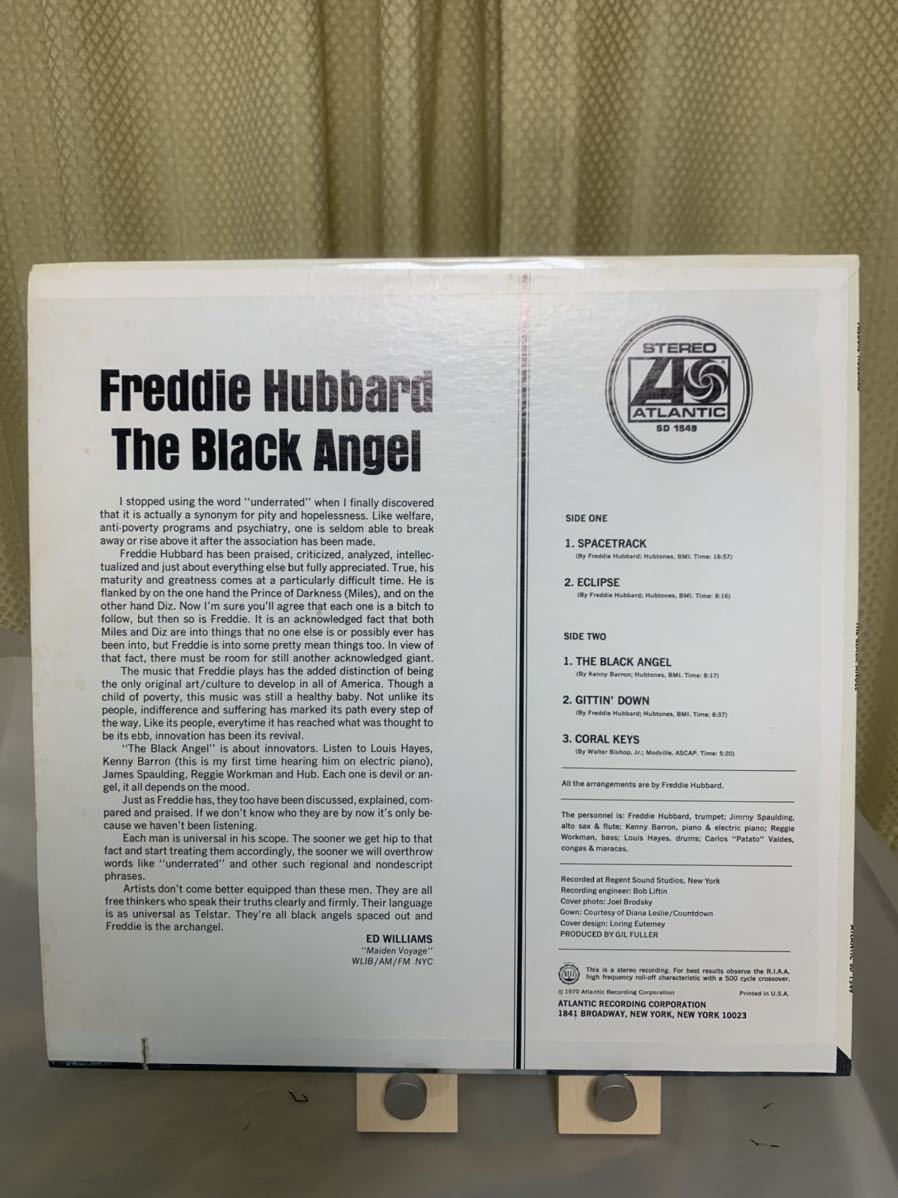 Freddie Hubbard
The Black Angel
I stopped using the word "underrated" when I finally discovered
that it is actually a synonym for pity and hopelessness. Like welfare,
anti-poverty programs and psychiatry, one is seldom able to break
away or rise above it after the association has been made.
Freddie Hubbard has been praised, criticized, analyzed, intellec-
tualized and just about everything else but fully appreciated. True, his
maturity and greatness comes at a particularly difficult time. He is
flanked by on the one hand the Prince of Darkness (Miles), and on the
other hand Diz. Now I'm sure you'll agree that each one is a bitch to
follow, but then so is Freddie. It is an acknowledged fact that both
Miles and Diz are into things that no one else is or possibly ever has
been into, but Freddie is into some pretty mean things too. In view of
that fact, there must be room for still another acknowledged giant.
The music that Freddie plays has the added distinction of being
the only original art/culture to develop in all of America. Though a
child of poverty, this music was still a healthy baby. Not unlike its
people, indifference and suffering has marked its path every step of
the way. Like its people, everytime it has reached what was thought to
be its ebb, innovation has been its revival.
"The Black Angel" is about innovators. Listen to Louis Hayes,
Kenny Barron (this is my first time hearing him on electric piano),
James Spaulding, Reggie Workman and Hub. Each one is devil or an-
gel, it all depends on the mood.
Just as Freddie has, they too have been discussed, explained, com-
pared and praised. If we don't know who they are by now it's only be-
cause we haven't been listening.
Each man is universal in his scope. The sooner we get hip to that
fact and start treating them accordingly, the sooner we will overthrow
words like "underrated" and other such regional and nondescript
phrases.
Artists don't come better equipped than these men. They are all
free thinkers who speak their truths clearly and firmly. Their language
is as universal as Telstar. They're all black angels spaced out and
Freddie is the archangel.
ED WILLIAMS
"Maiden Voyage"
WLIB/AM/FM NYC
STEREO
ATLANTIC
SD 1549
SIDE ONE
1. SPACETRACK
(By Freddie Hubbard; Hubtones, BMI. Time: 16:57)
2. ECLIPSE
(By Freddie Hubbard; Hubtones, BMI. Time: 8:16)
SIDE TWO
1. THE BLACK ANGEL
(By Kenny Barron; Hubtones, BMI. Time: 8:17)
2. GITTIN' DOWN
(By Freddie Hubbard; Hubtones, BMI. Time: 6:37)
3. CORAL KEYS
(By Walter Bishop, Jr.; Modville, ASCAP. Time: 5:20)
All the arrangements are by Freddie Hubbard.
The personnel is: Freddie Hubbard, trumpet; Jimmy Spaulding,
alto sax & flute; Kenny Barron, piano & electric piano; Reggie
Workman, bass; Louis Hayes, drums; Carlos "Patato" Valdes,
congas & maracas.
Recorded at Regent Sound Studios, New York
Recording engineer: Bob Liftin
Cover photo: Joel Brodsky
Gown: Courtesy of Diana Leslie/Countdown
Cover design: Loring Eutemey
PRODUCED BY GIL FULLER
This is a stereo recording. For best results observe the R.I.A.A.
high frequency roll-off characteristic with a 500 cycle crossover.
© 1970 Atlantic Recording Corporation Printed in U.S.A.
ATLANTIC RECORDING CORPORATION
1841 BROADWAY, NEW YORK, NEW YORK 10023